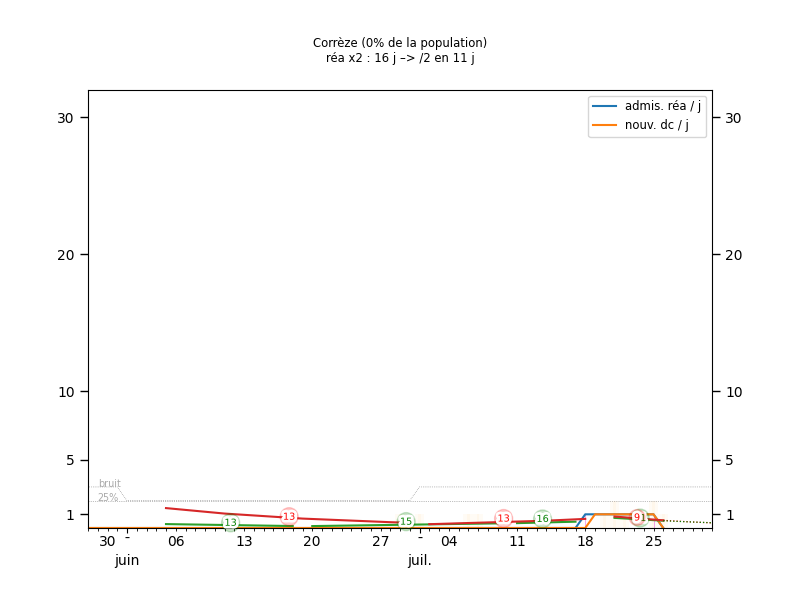 Corrèze (0% de la population)
réa x2 : 16 j –> /2 en 11 j
admis. réa / j
nouv. dc / j
30 30
20 20
10 10
5 5
1 1
bruit
25%
13 13 15 13 16 9
30 - 06 13 20 27 - 04 11 18 25
juin juil.